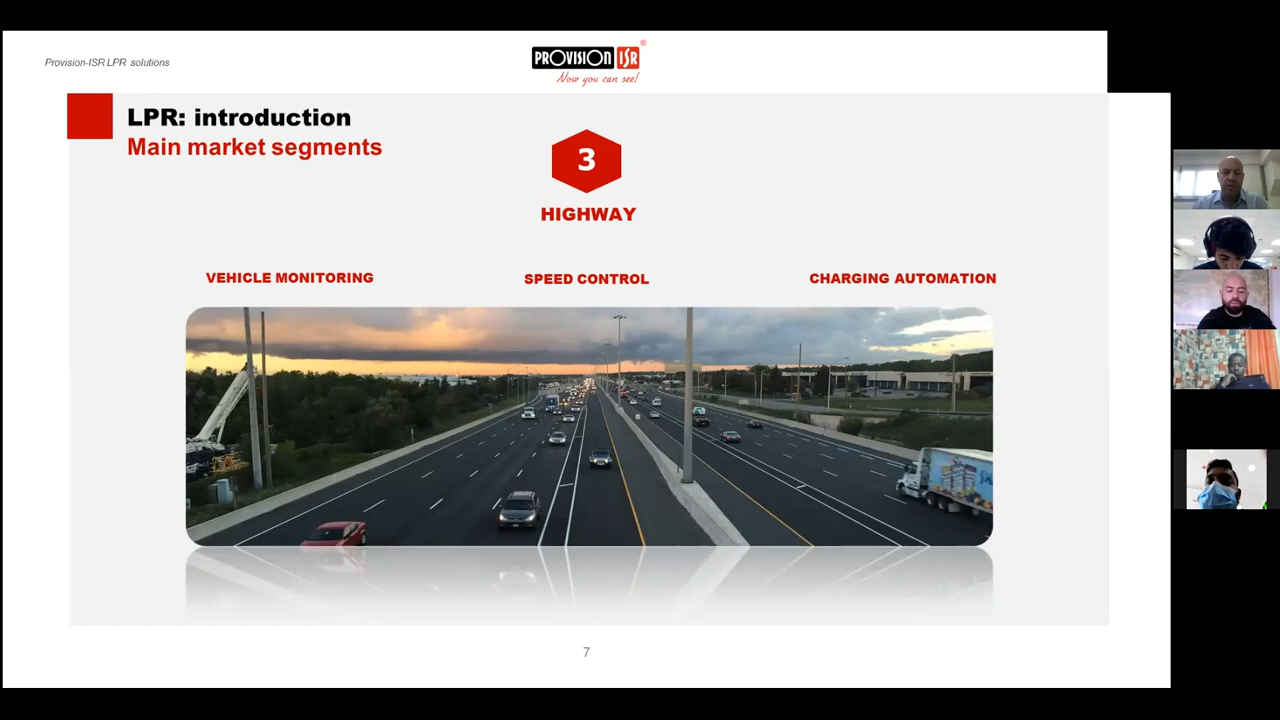 Provision-ISR LPR solutions
PROVISION ISR ®
Now you can see!
LPR: introduction
Main market segments
3
HIGHWAY
VEHICLE MONITORING
SPEED CONTROL
CHARGING AUTOMATION
7